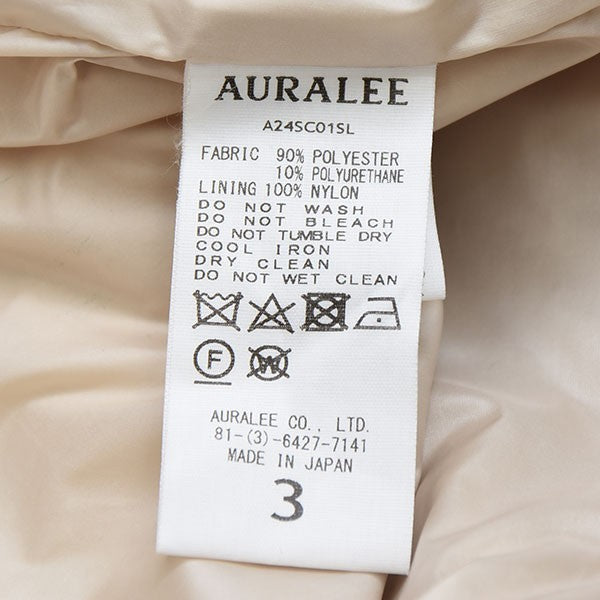 AURALEE
A24SC01SL
FABRIC 90% POLYESTER
10% POLYURETHANE
LINING 100% NYLON
DO NOT WASH
DO NOT BLEACH
DO NOT TUMBLE DRY
COOL IRON
DRY CLEAN
DO NOT WET CLEAN
F W
AURALEE CO., LTD.
81-(3)-6427-7141
MADE IN JAPAN
3